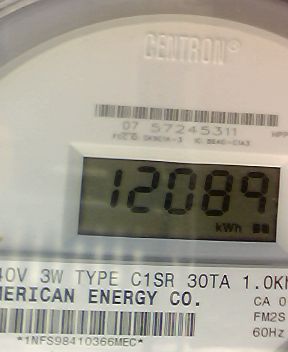 CENTRON®
07 57245311
12089
kWh
40V 3W TYPE C1SR 30TA 1.0K
MERICAN ENERGY CO.
CA 0
FM2S
60Hz
*1NFS98410366MEC*